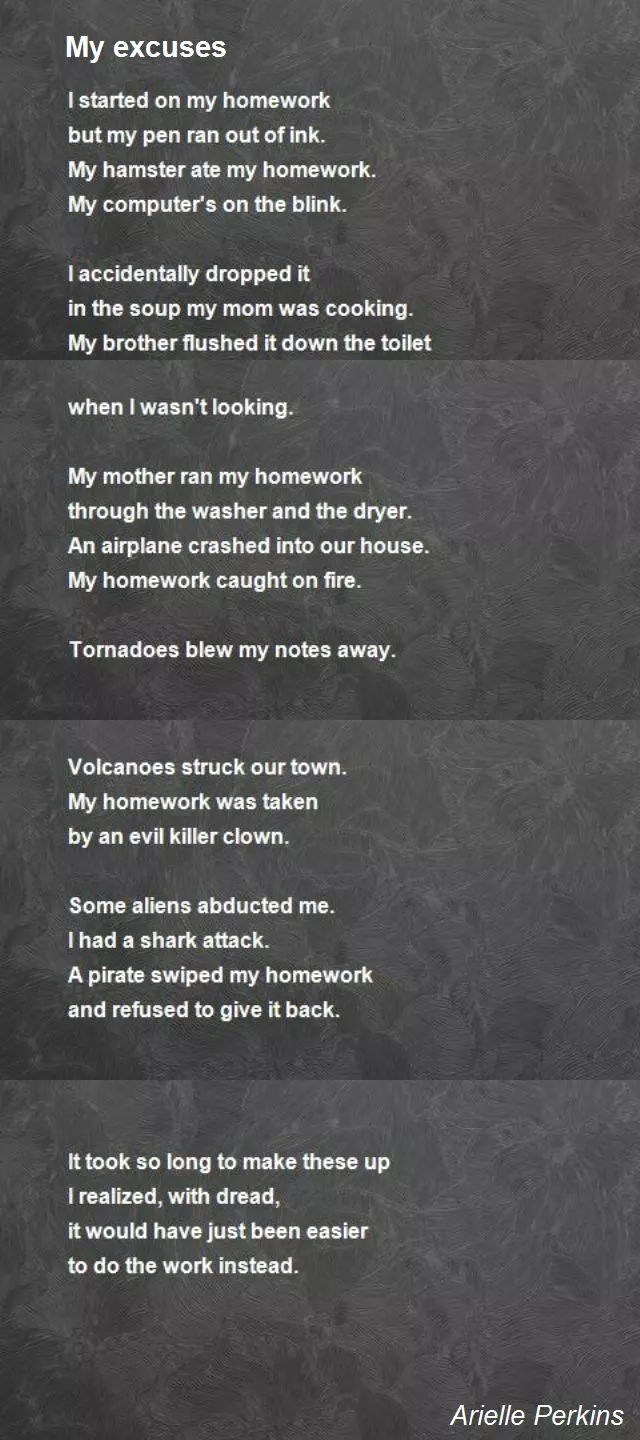 My excuses
I started on my homework
but my pen ran out of ink.
My hamster ate my homework.
My computer's on the blink.
I accidentally dropped it
in the soup my mom was cooking.
My brother flushed it down the toilet
when I wasn't looking.
My mother ran my homework
through the washer and the dryer.
An airplane crashed into our house.
My homework caught on fire.
Tornadoes blew my notes away.
Volcanoes struck our town.
My homework was taken
by an evil killer clown.
Some aliens abducted me.
I had a shark attack.
A pirate swiped my homework
and refused to give it back.
It took so long to make these up
I realized, with dread,
it would have just been easier
to do the work instead.
Arielle Perkins